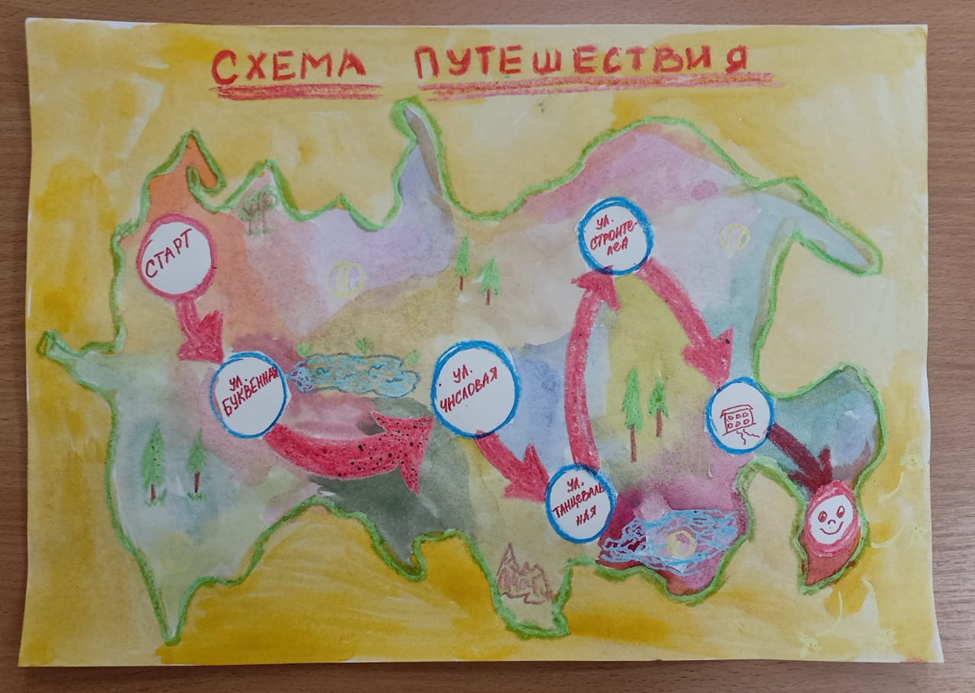 СХЕМА ПУТЕШЕСТВИЯ
СТАРТ
УЛ.
БУКВЕННАЯ
УЛ.
ЧИСЛОВАЯ
УЛ.
ТАНЦЕВАЛЬ
НАЯ
УЛ.
СТРОИТЕ-
ЛЕЙ